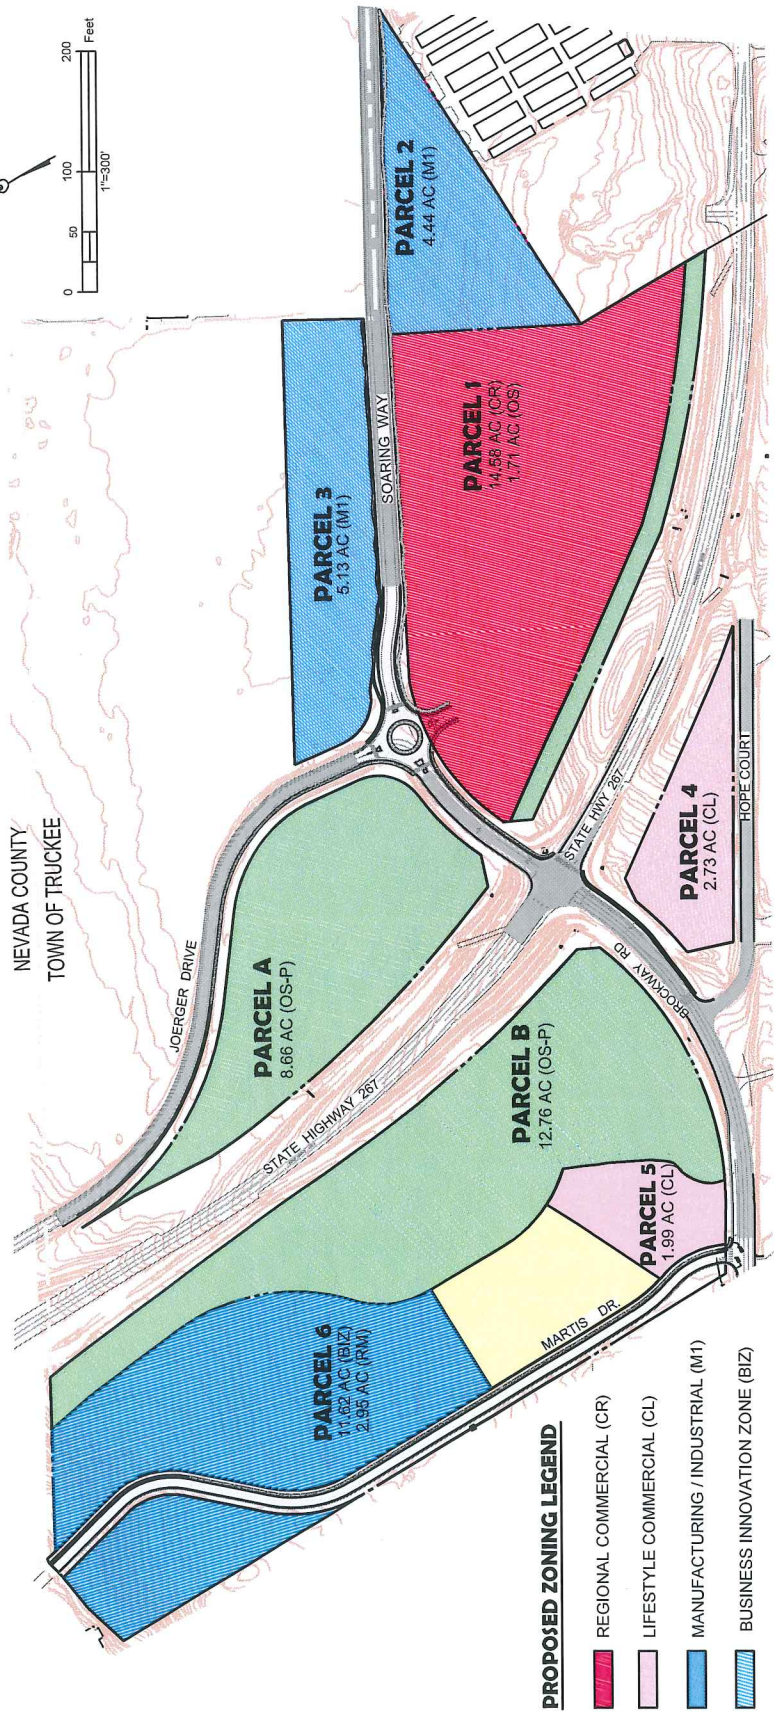 NEVADA COUNTY
TOWN OF TRUCKEE
0
50
100
200
Feet
1"=300'
JOERGER DRIVE
SOARING WAY
PARCEL 3
5.13 AC (M1)
PARCEL 2
4.44 AC (M1)
PARCEL 1
14.58 AC (CR)
1.71 AC (OS)
PARCEL A
8.66 AC (OS-P)
STATE HIGHWAY 267
STATE HWY 267
PARCEL B
12.76 AC (OS-P)
BROCKWAY RD
PARCEL 4
2.73 AC (CL)
HOPE COURT
PARCEL 5
1.99 AC (CL)
PARCEL 6
11.62 AC (BIZ)
2.95 AC (RM)
MARTIS DR.
PROPOSED ZONING LEGEND
REGIONAL COMMERCIAL (CR)
LIFESTYLE COMMERCIAL (CL)
MANUFACTURING / INDUSTRIAL (M1)
BUSINESS INNOVATION ZONE (BIZ)